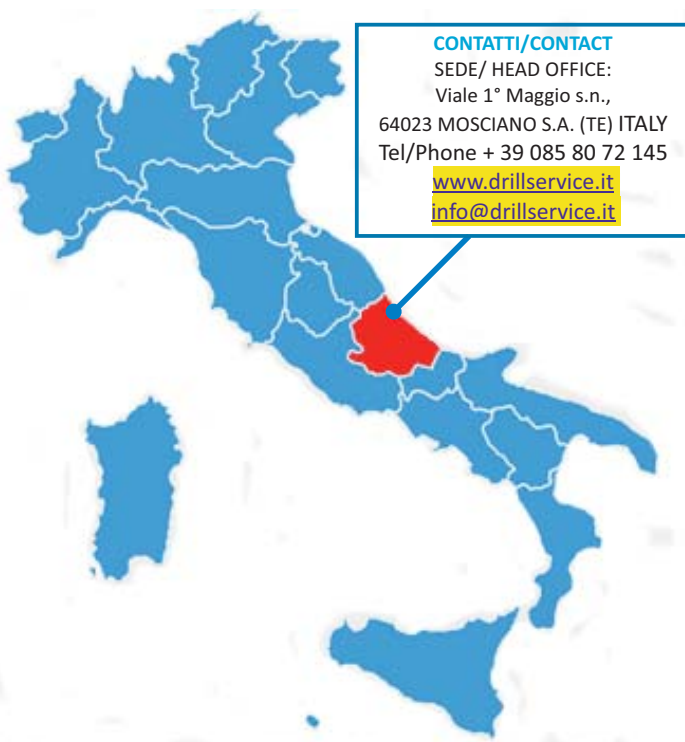 CONTATTI/CONTACT
SEDE/ HEAD OFFICE:
Viale 1° Maggio s.n.,
64023 MOSCIANO S.A. (TE) ITALY
Tel/Phone + 39 085 80 72 145
www.drillservice.it
info@drillservice.it